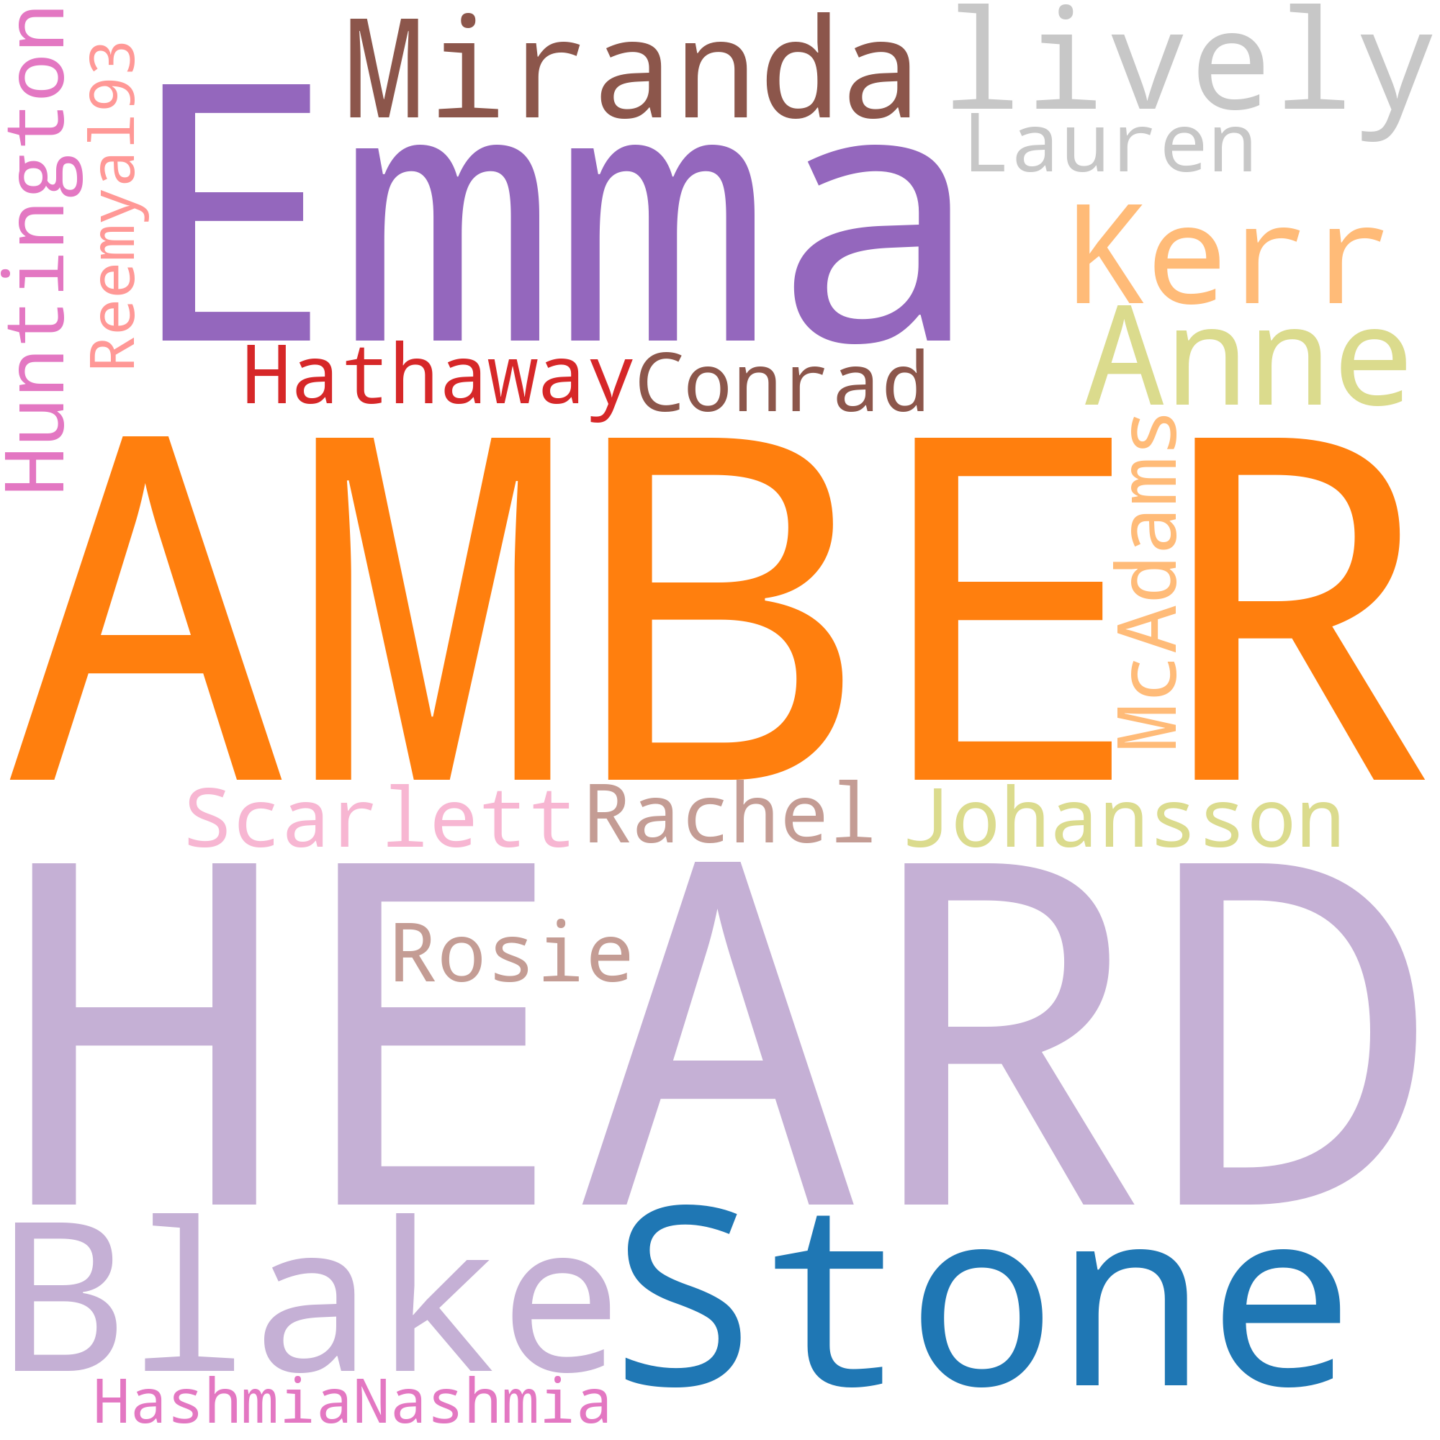 Huntington
Reemyal93
Miranda
lively
Lauren
Emma
Kerr
Anne
Hathaway
Conrad
AMBER
McAdams
Scarlett
Rachel
Johansson
HEARD
Rosie
Blake
Stone
HashmiaNashmia